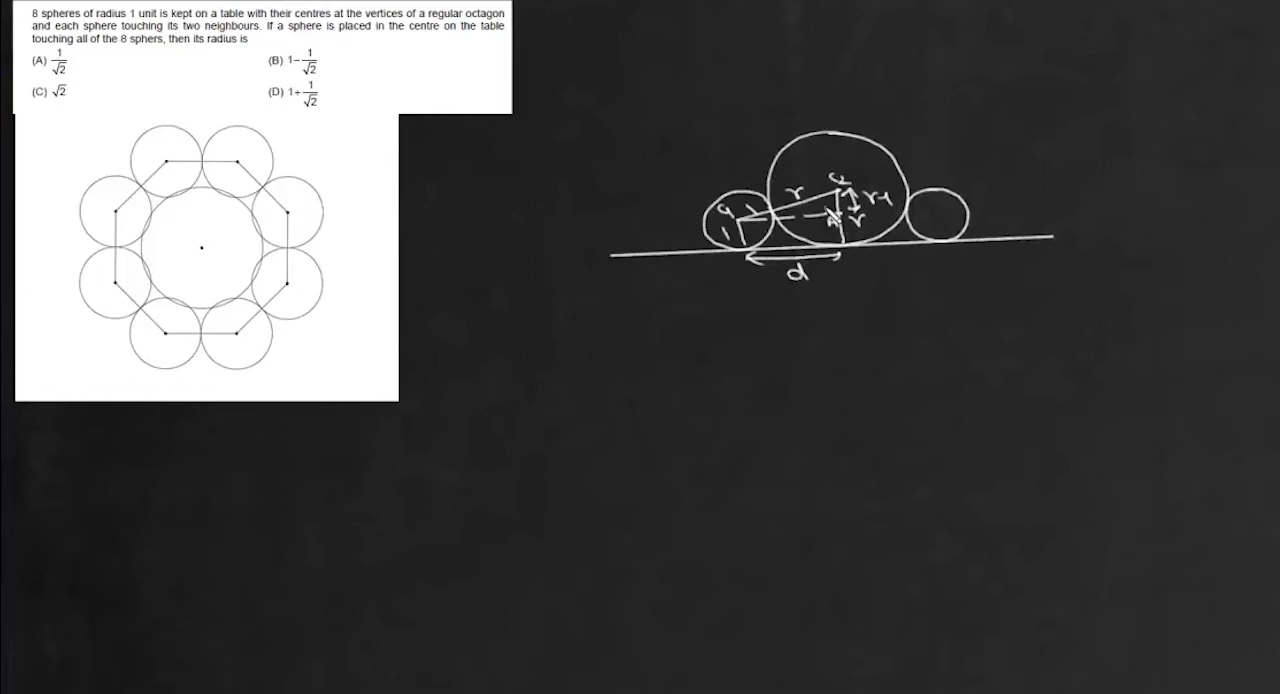 8 spheres of radius 1 unit is kept on a table with their centres at the vertices of a regular octagon
and each sphere touching its two neighbours. If a sphere is placed in the centre on the table
touching all of the 8 sphers, then its radius is
(A) 1/√2 (B) 1-1/√2
(C) √2 (D) 1+1/√2
r
1
1
r
d